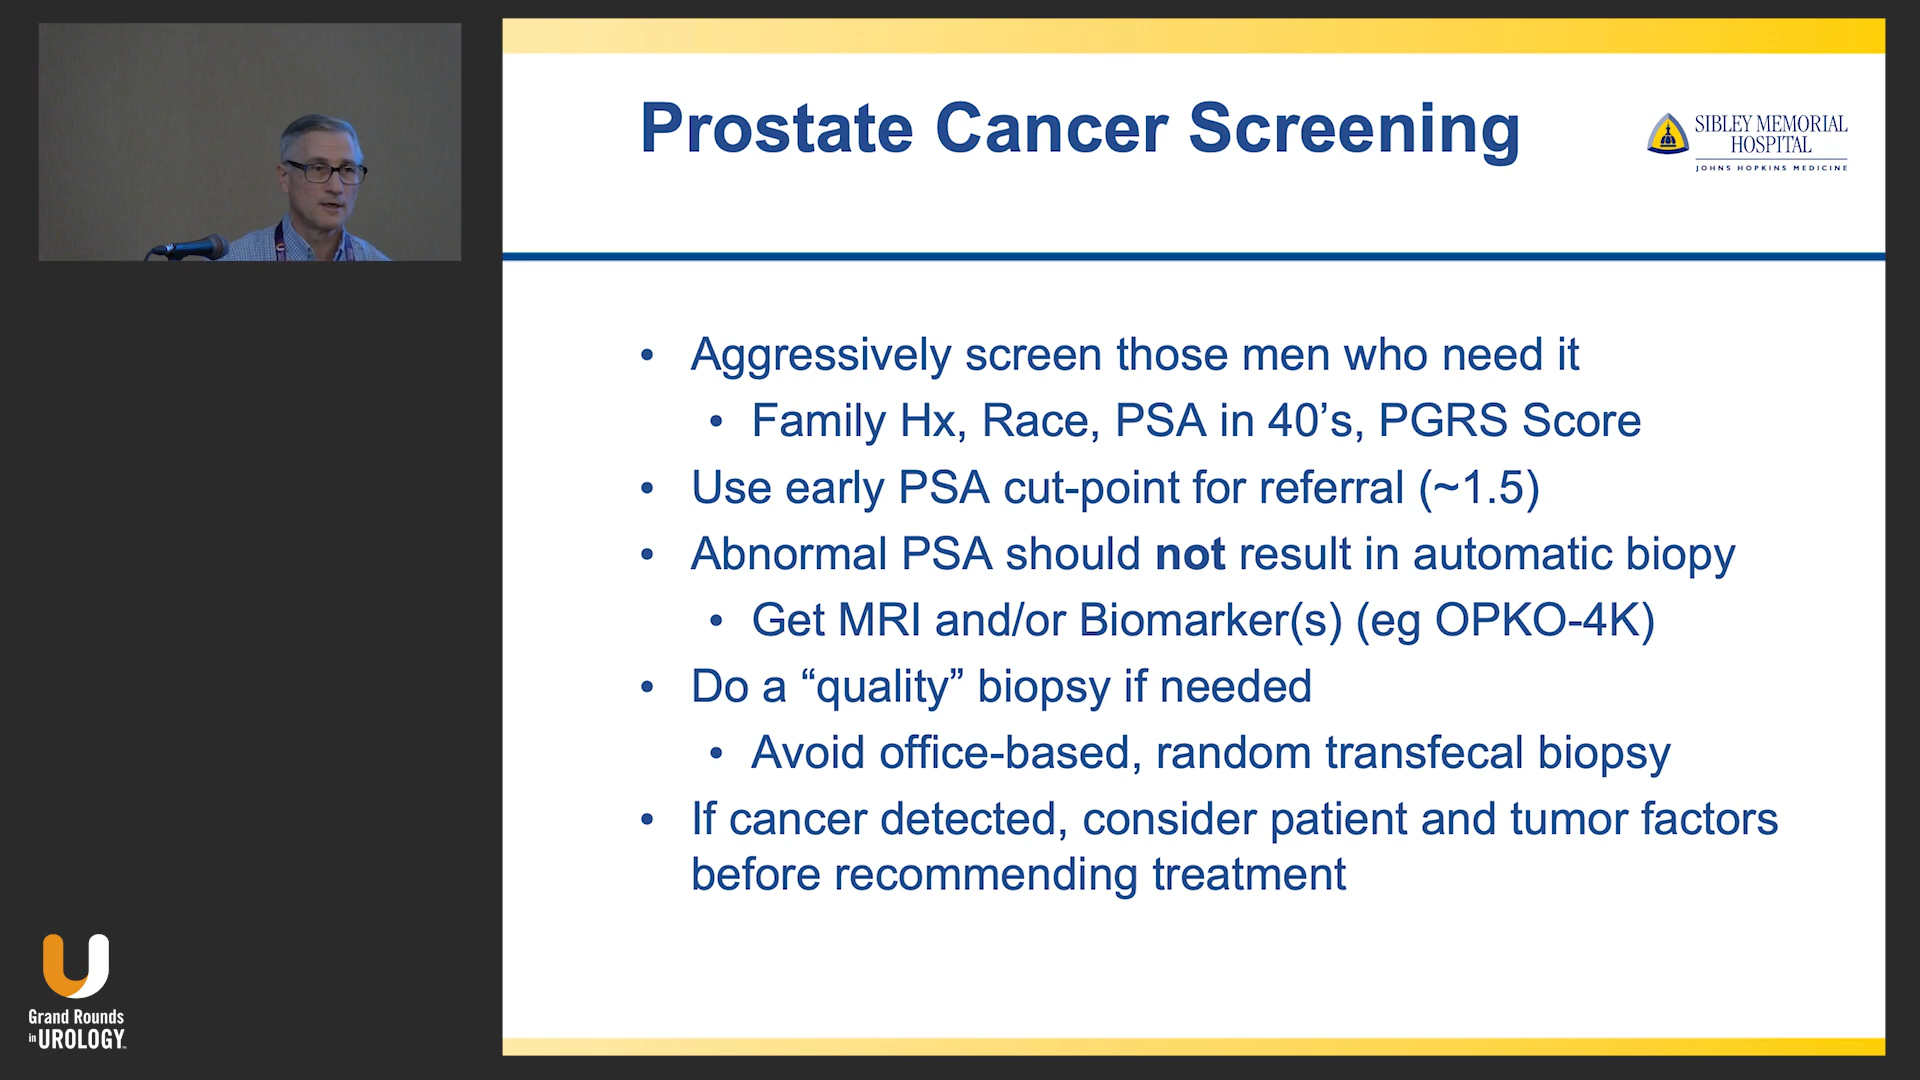 Prostate Cancer Screening
SIBLEY MEMORIAL
HOSPITAL
JOHNS HOPKINS MEDICINE
• Aggressively screen those men who need it
• Family Hx, Race, PSA in 40’s, PGRS Score
• Use early PSA cut-point for referral (~1.5)
• Abnormal PSA should not result in automatic biopy
• Get MRI and/or Biomarker(s) (eg OPKO-4K)
• Do a “quality” biopsy if needed
• Avoid office-based, random transfecal biopsy
• If cancer detected, consider patient and tumor factors
before recommending treatment
Grand Rounds
in UROLOGY